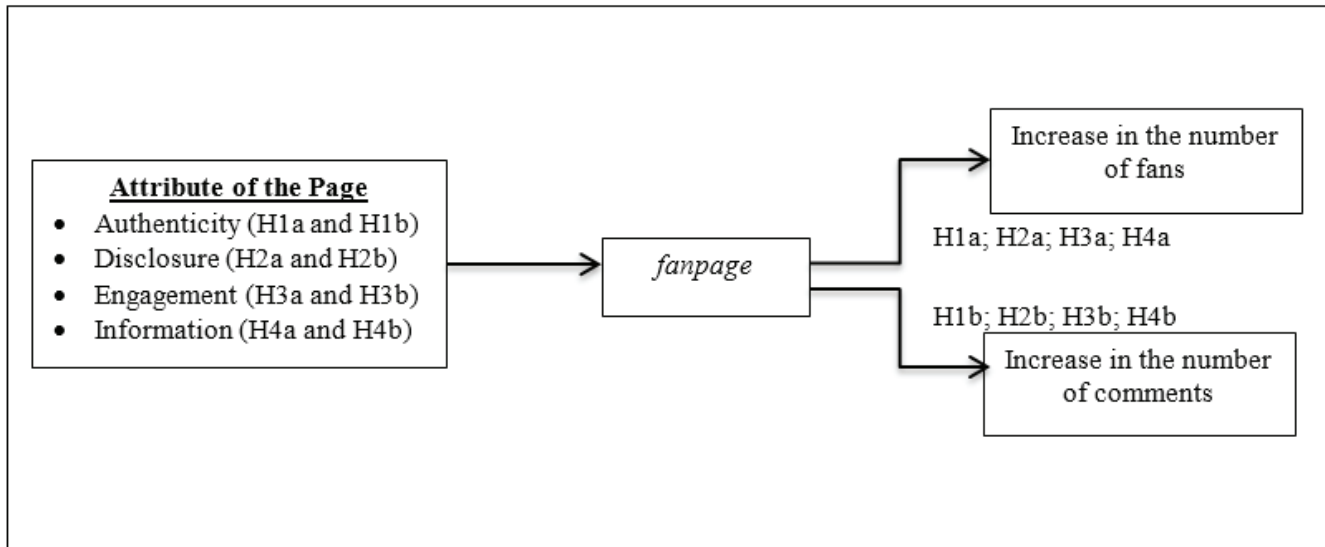 Attribute of the Page
• Authenticity (H1a and H1b)
• Disclosure (H2a and H2b)
• Engagement (H3a and H3b)
• Information (H4a and H4b)
fanpage
Increase in the number
of fans
H1a; H2a; H3a; H4a
H1b; H2b; H3b; H4b
Increase in the number
of comments